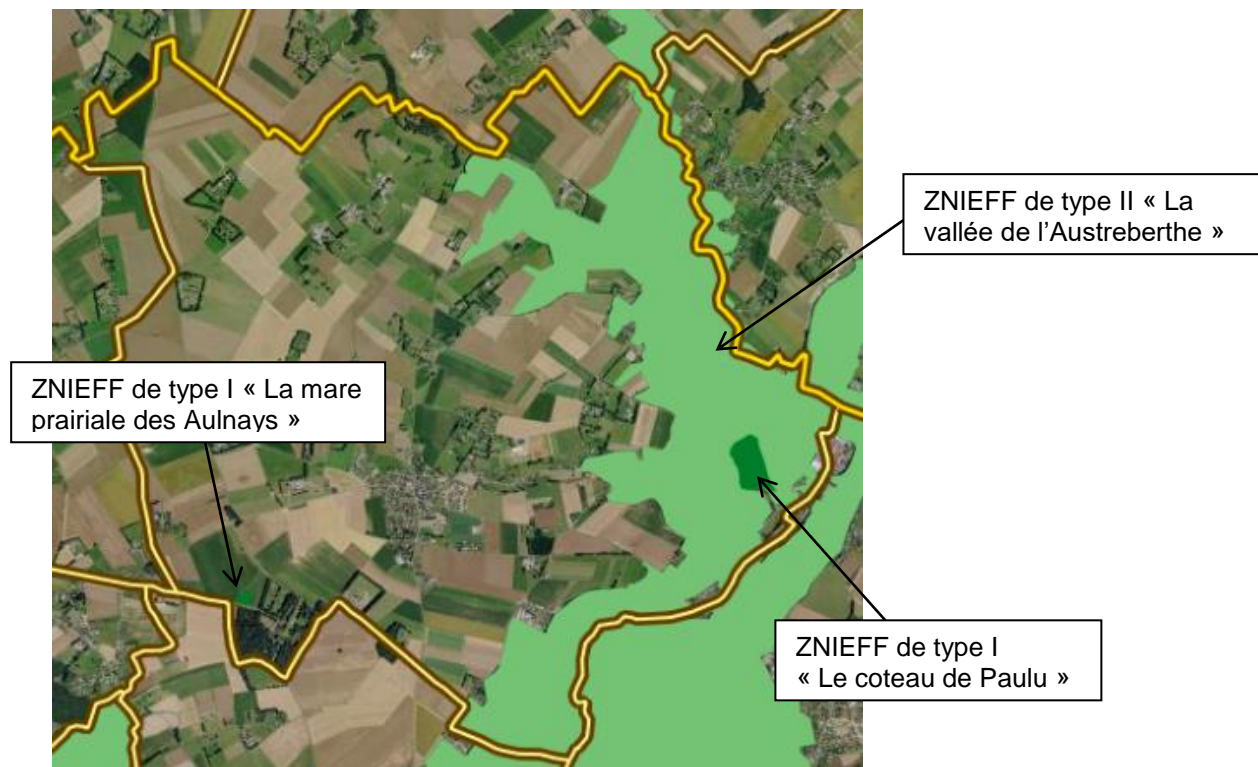 ZNIEFF de type II « La
vallée de l’Austreberthe »
ZNIEFF de type I « La mare
prairiale des Aulnays »
ZNIEFF de type I
« Le coteau de Paulu »